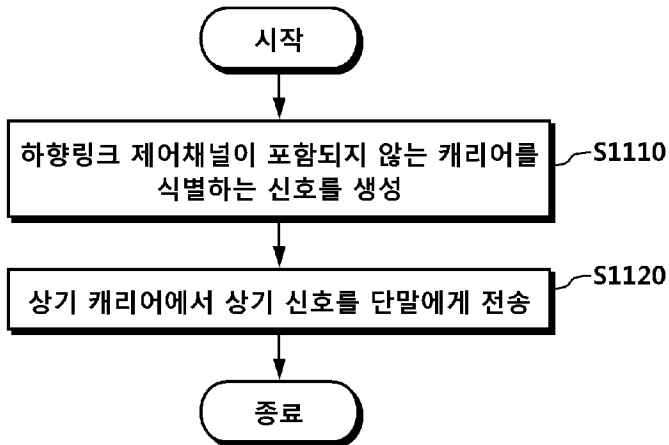 시작
하향링크 제어채널이 포함되지 않는 캐리어를
식별하는 신호를 생성
S1110
상기 캐리어에서 상기 신호를 단말에게 전송
S1120
종료